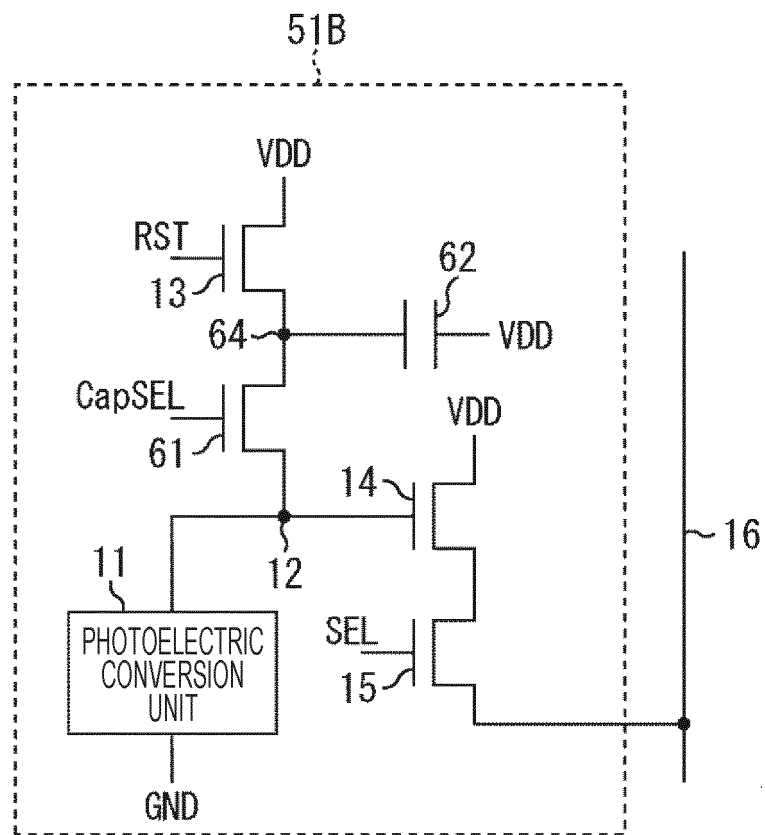 51B
VDD
RST
13
62
64
VDD
CapSEL
61
VDD
14
12
16
11
PHOTOELECTRIC
CONVERSION
UNIT
SEL
15
GND